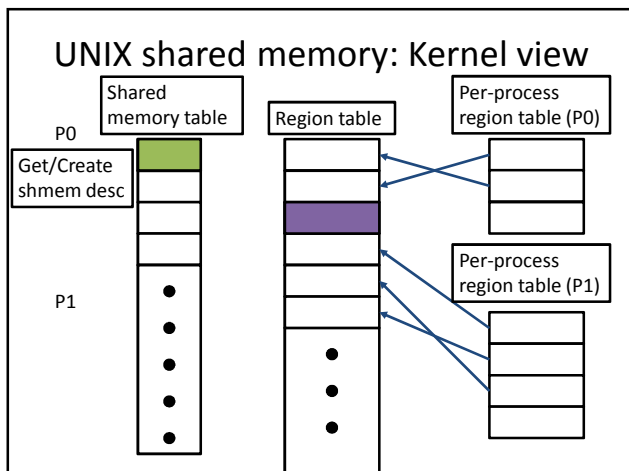 UNIX shared memory: Kernel view
Shared
memory table
Region table
Per-process
region table (P0)
P0
Get/Create
shmem desc
Per-process
region table (P1)
P1